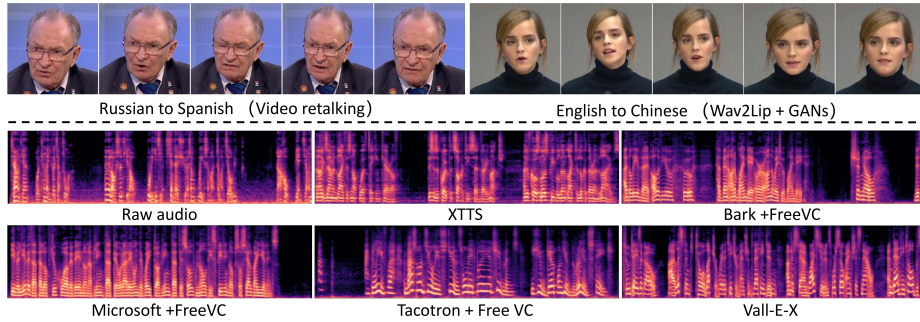 Russian to Spanish (Video retalking)
English to Chinese (Wav2Lip + GANs)
Raw audio
XTTS
Bark +FreeVC
Microsoft +FreeVC
Tacotron + Free VC
Vall-E-X